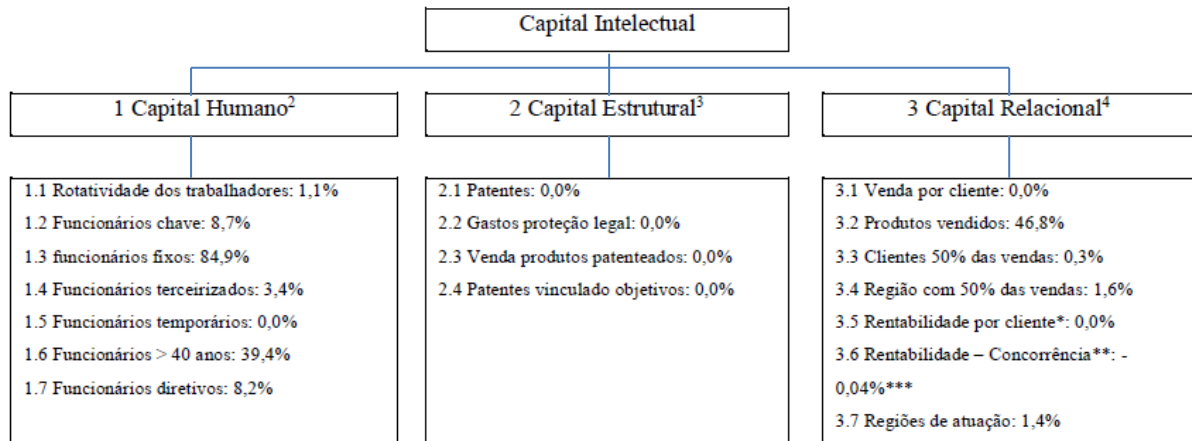 Capital Intelectual
1 Capital Humano²
2 Capital Estrutural³
3 Capital Relacional⁴
1.1 Rotatividade dos trabalhadores: 1,1%
1.2 Funcionários chave: 8,7%
1.3 funcionários fixos: 84,9%
1.4 Funcionários terceirizados: 3,4%
1.5 Funcionários temporários: 0,0%
1.6 Funcionários > 40 anos: 39,4%
1.7 Funcionários diretivos: 8,2%
2.1 Patentes: 0,0%
2.2 Gastos proteção legal: 0,0%
2.3 Venda produtos patenteados: 0,0%
2.4 Patentes vinculado objetivos: 0,0%
3.1 Venda por cliente: 0,0%
3.2 Produtos vendidos: 46,8%
3.3 Clientes 50% das vendas: 0,3%
3.4 Região com 50% das vendas: 1,6%
3.5 Rentabilidade por cliente*: 0,0%
3.6 Rentabilidade – Concorrência**: -
0,04%***
3.7 Regiões de atuação: 1,4%